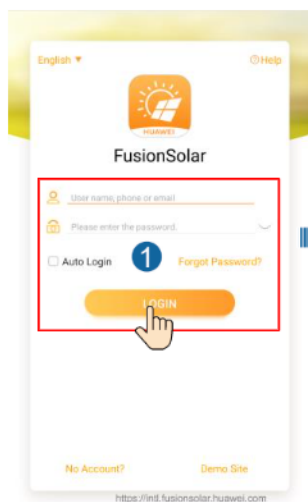 English ▼ ?Help
HUAWEI
FusionSolar
User name, phone or email
Please enter the password.
Auto Login 1 Forgot Password?
LOGIN
No Account? Demo Site
https://intl.fusionsolar.huawei.com